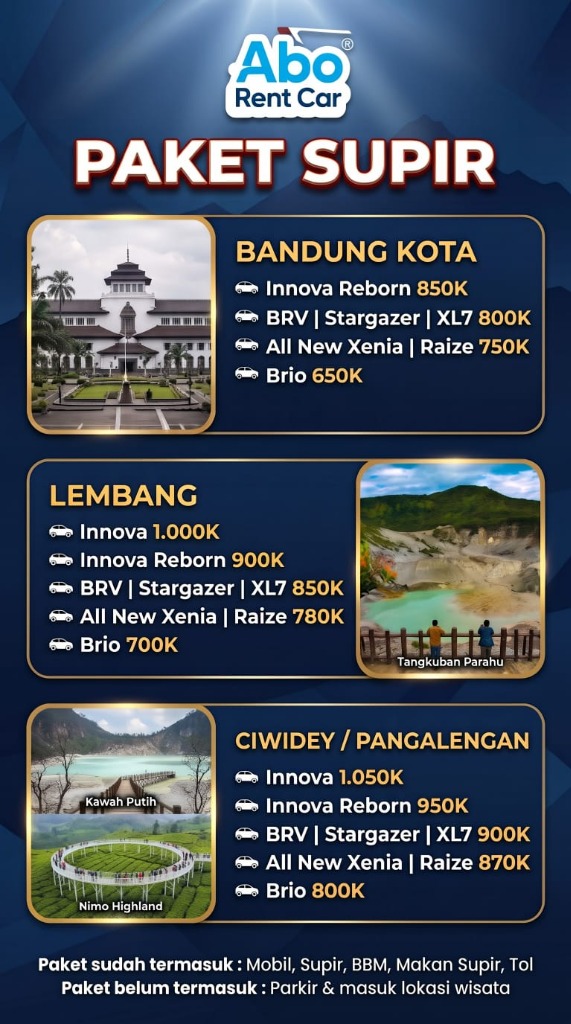 Abo®
Rent Car
PAKET SUPIR
BANDUNG KOTA
Innova Reborn 850K
BRV | Stargazer | XL7 800K
All New Xenia | Raize 750K
Brio 650K
LEMBANG
Innova 1.000K
Innova Reborn 900K
BRV | Stargazer | XL7 850K
All New Xenia | Raize 780K
Brio 700K
Tangkuban Parahu
Kawah Putih
Nimo Highland
CIWIDEY / PANGALENGAN
Innova 1.050K
Innova Reborn 950K
BRV | Stargazer | XL7 900K
All New Xenia | Raize 870K
Brio 800K
Paket sudah termasuk : Mobil, Supir, BBM, Makan Supir, Tol
Paket belum termasuk : Parkir & masuk lokasi wisata